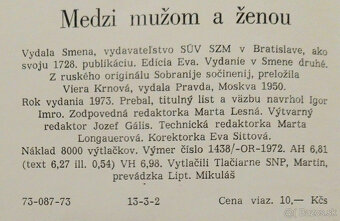 Medzi mužom a ženou
Vydala Smena, vydavateľstvo SÚV SZM v Bratislave, ako
svoju 1728. publikáciu. Edícia Eva. Vydanie v Smene druhé.
Z ruského originálu Sobranije sočinenij, preložila
Viera Krnová, vydala Pravda, Moskva 1950.
Rok vydania 1973. Prebal, titulný list a väzbu navrhol Igor
Imro. Zodpovedná redaktorka Marta Lesná. Výtvarný
redaktor Jozef Gális. Technická redaktorka Marta
Longauerová. Korektorka Eva Sittová.
Náklad 8000 výtlačkov. Výmer číslo 1438/-OR-1972. AH 6,81
(text 6,27 ill. 0,54) VH 6,98. Vytlačili Tlačiarne SNP, Martin,
prevádzka Lipt. Mikuláš
73-087-73 13-3-2 Cena viaz. 10,— Kčs